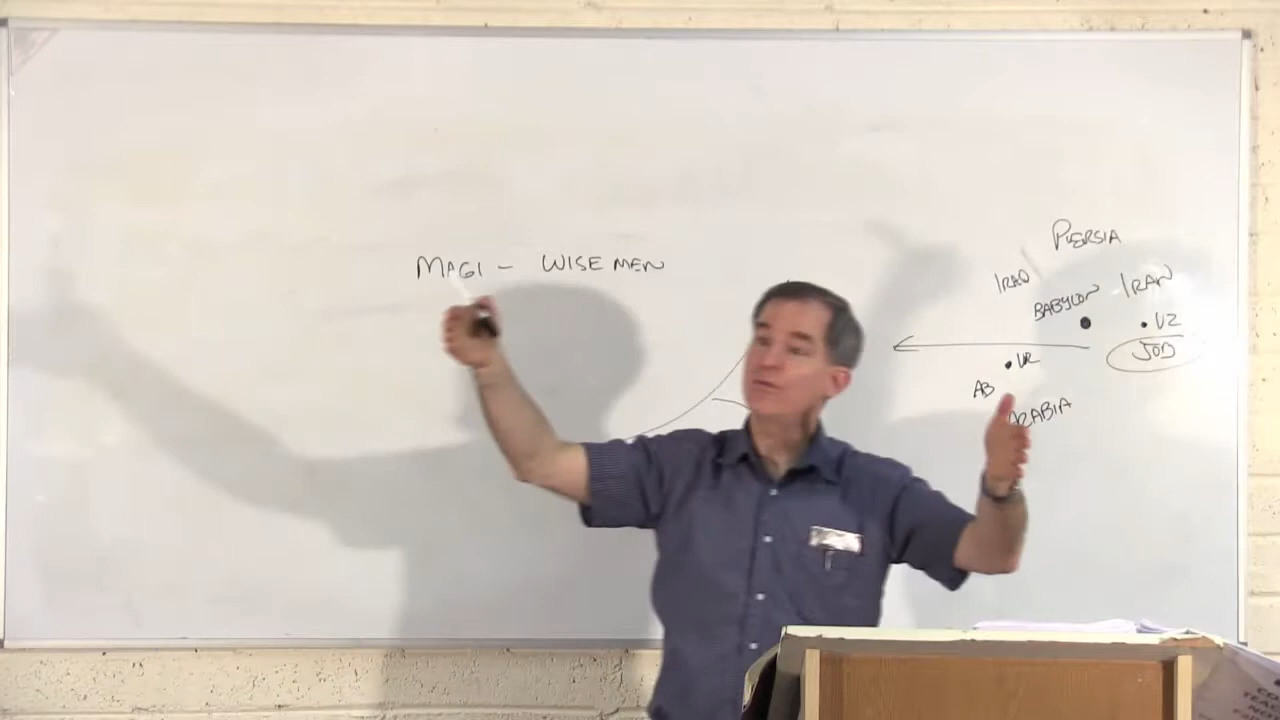 MAGI - WISE MEN
PERSIA
IRAQ
IRAN
BABYLON
UZ
JOB
UR
AB
ARABIA